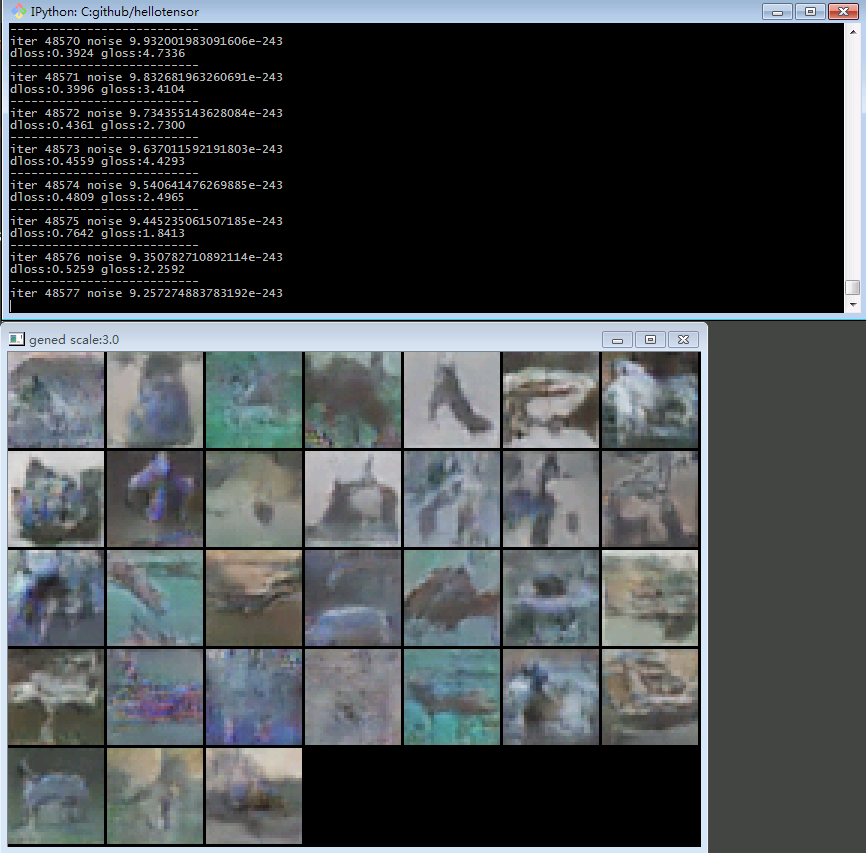 IPython: C:github/hellotensor
---------------------------
iter 48570 noise 9.932001983091606e-243
dloss:0.3924 gloss:4.7336
---------------------------
iter 48571 noise 9.832681963260691e-243
dloss:0.3996 gloss:3.4104
---------------------------
iter 48572 noise 9.734355143628084e-243
dloss:0.4361 gloss:2.7300
---------------------------
iter 48573 noise 9.637011592191803e-243
dloss:0.4559 gloss:4.4293
---------------------------
iter 48574 noise 9.540641476269885e-243
dloss:0.4809 gloss:2.4965
---------------------------
iter 48575 noise 9.445235061507185e-243
dloss:0.7642 gloss:1.8413
---------------------------
iter 48576 noise 9.350782710892114e-243
dloss:0.5259 gloss:2.2592
---------------------------
iter 48577 noise 9.257274883783192e-243
gened scale:3.0